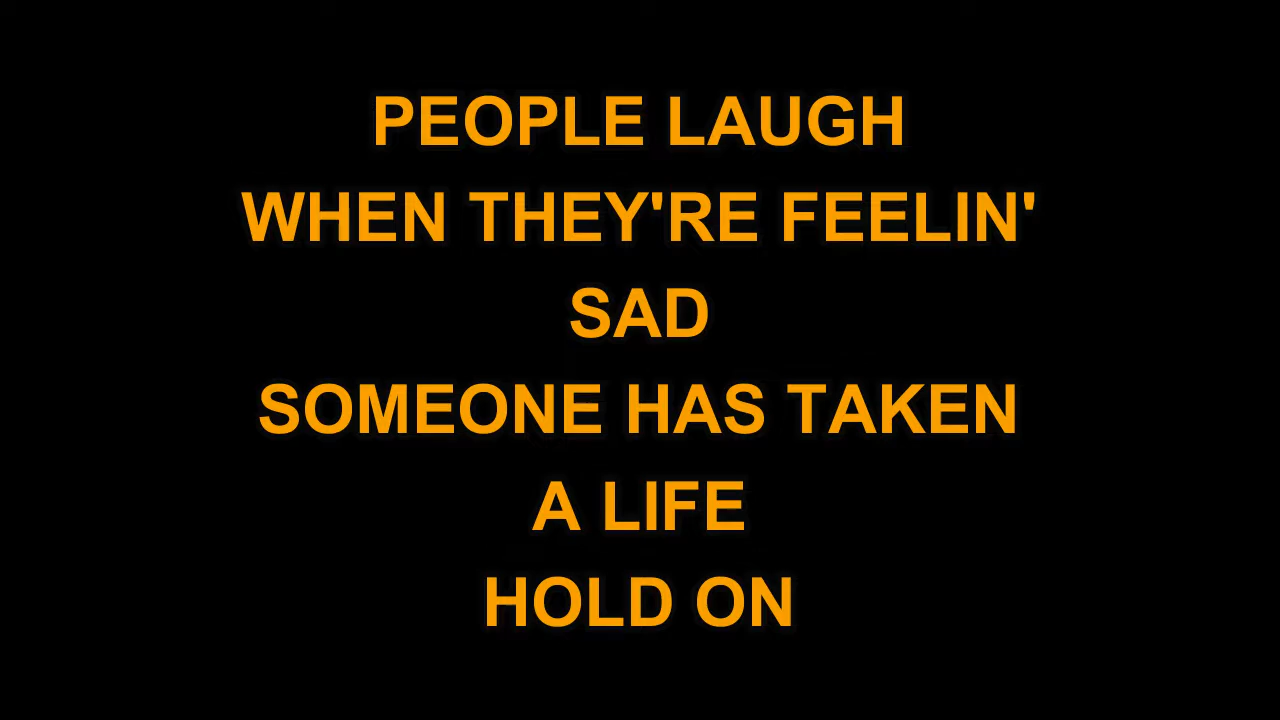 PEOPLE LAUGH
WHEN THEY'RE FEELIN'
SAD
SOMEONE HAS TAKEN
A LIFE
HOLD ON